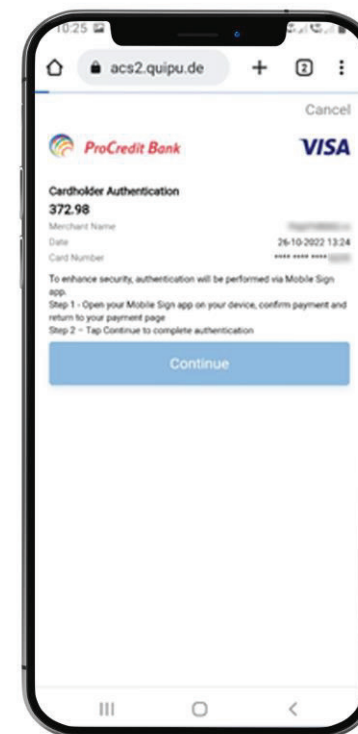 10:25
acs2.quipu.de
2
Cancel
ProCredit Bank
VISA
Cardholder Authentication
372.98
Merchant Name
Date 26-10-2022 13:24
Card Number **** **** ****
To enhance security, authentication will be performed via Mobile Sign
app.
Step 1 - Open your Mobile Sign app on your device, confirm payment and
return to your payment page
Step 2 – Tap Continue to complete authentication
Continue